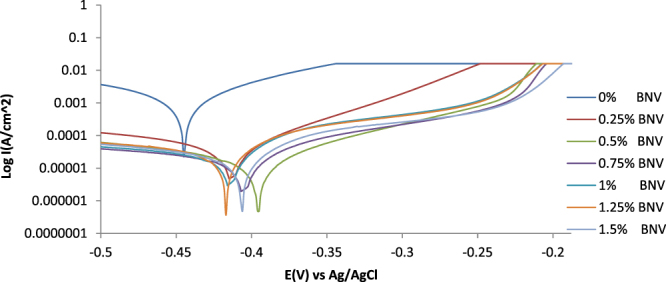 Log I(A/cm^2)
1
0.1
0.01
0.001
0.0001
0.00001
0.000001
0.0000001
-0.5
-0.45
-0.4
-0.35
-0.3
-0.25
-0.2
E(V) vs Ag/AgCl
0% BNV
0.25% BNV
0.5% BNV
0.75% BNV
1% BNV
1.25% BNV
1.5% BNV